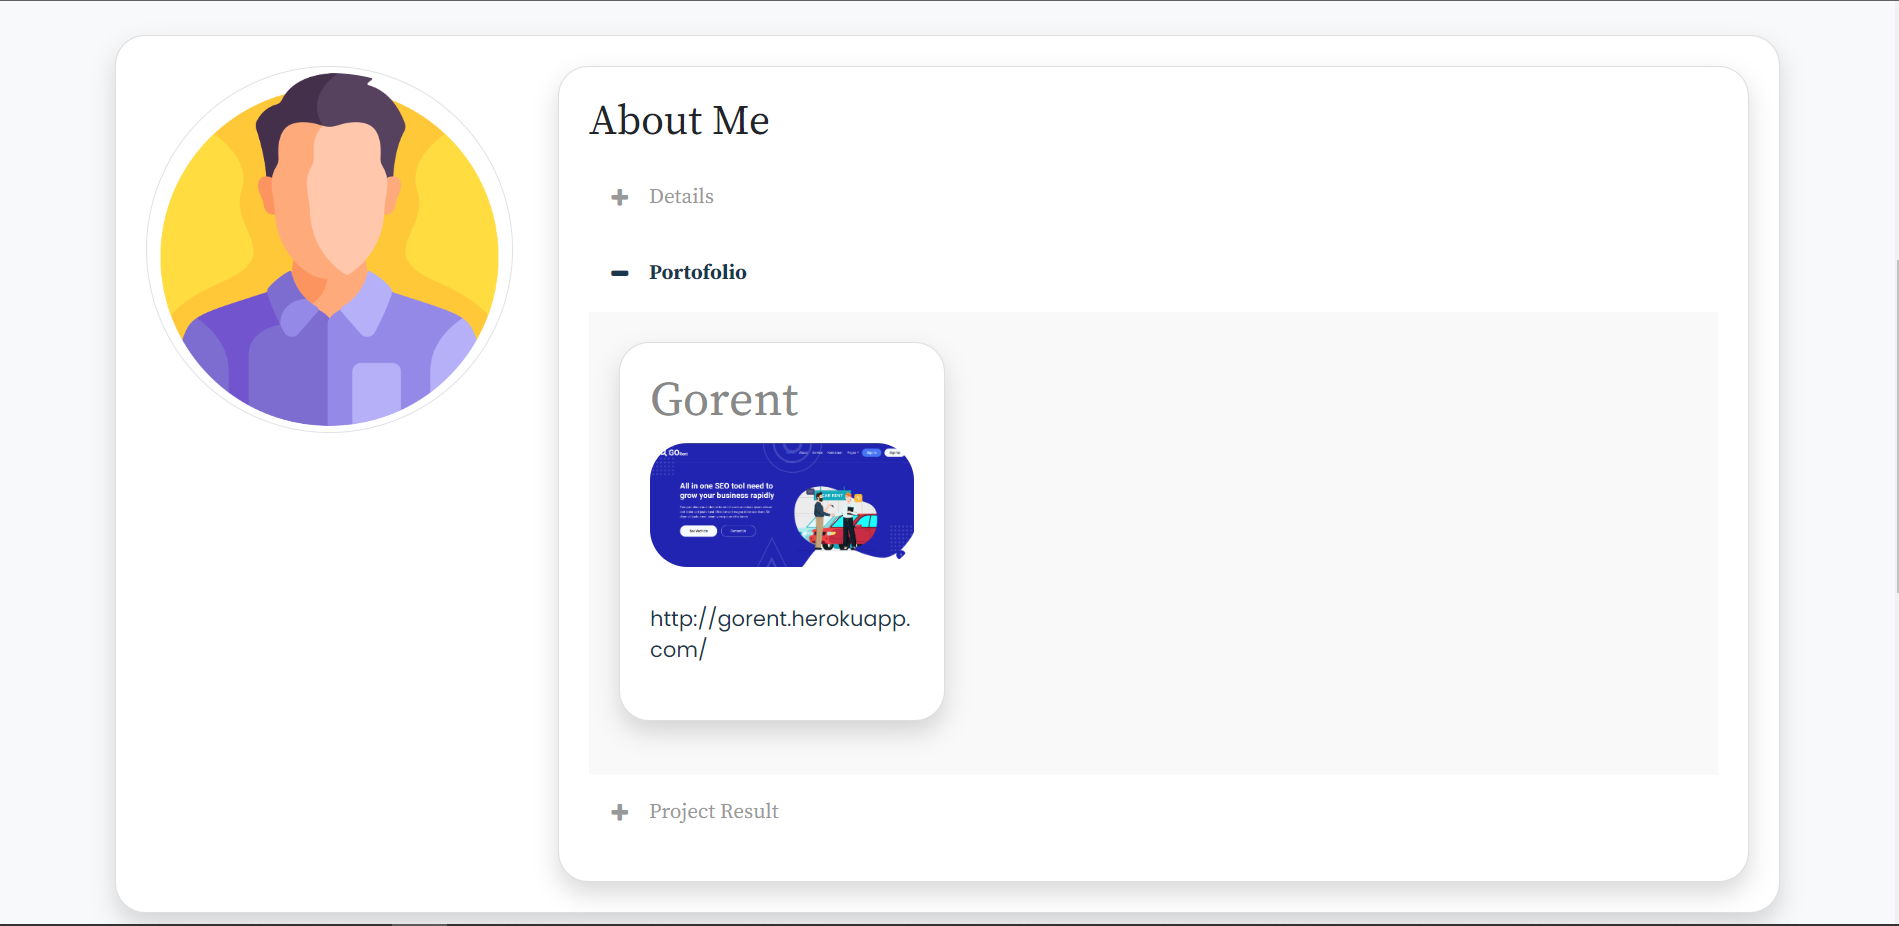 About Me
Details
Portofolio
Gorent
GO
All in one SEO tool need to
grow your business rapidly
http://gorent.herokuapp.
com/
Project Result